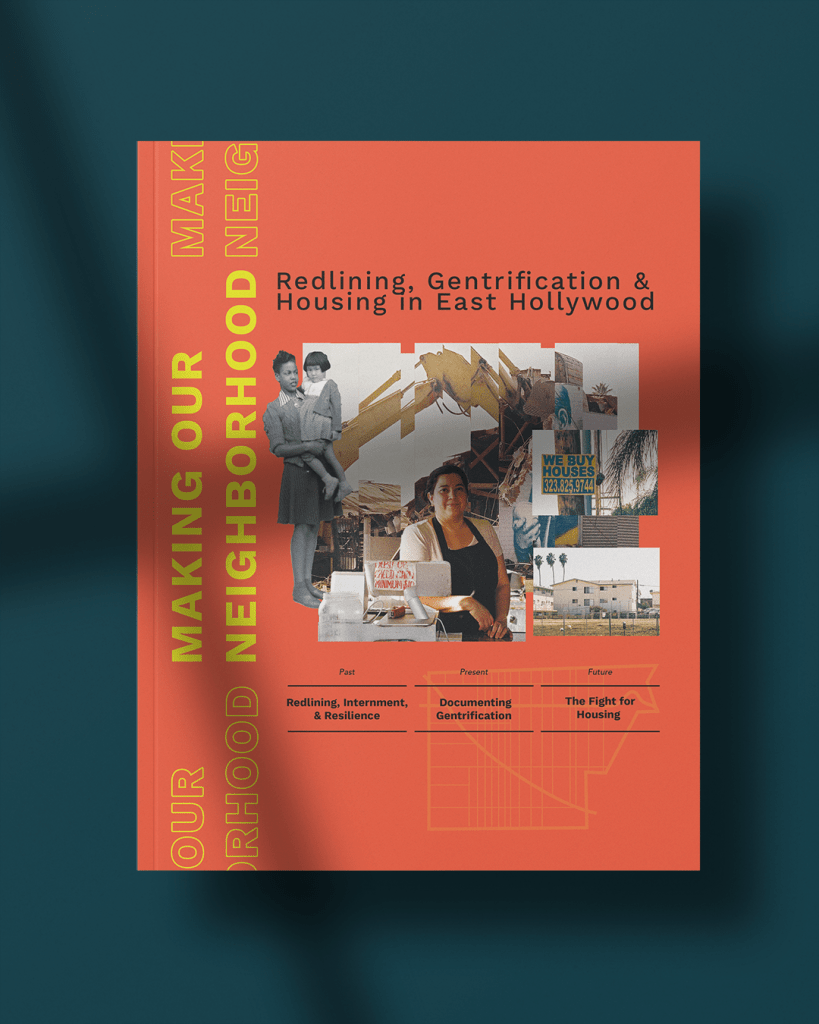 MAKI
NEIG
MAKING OUR
NEIGHBORHOOD
OUR
ORHOOD
Redlining, Gentrification &
Housing in East Hollywood
WE BUY
HOUSES
323.825.9744
Past
Redlining, Internment,
& Resilience
Present
Documenting
Gentrification
Future
The Fight for
Housing